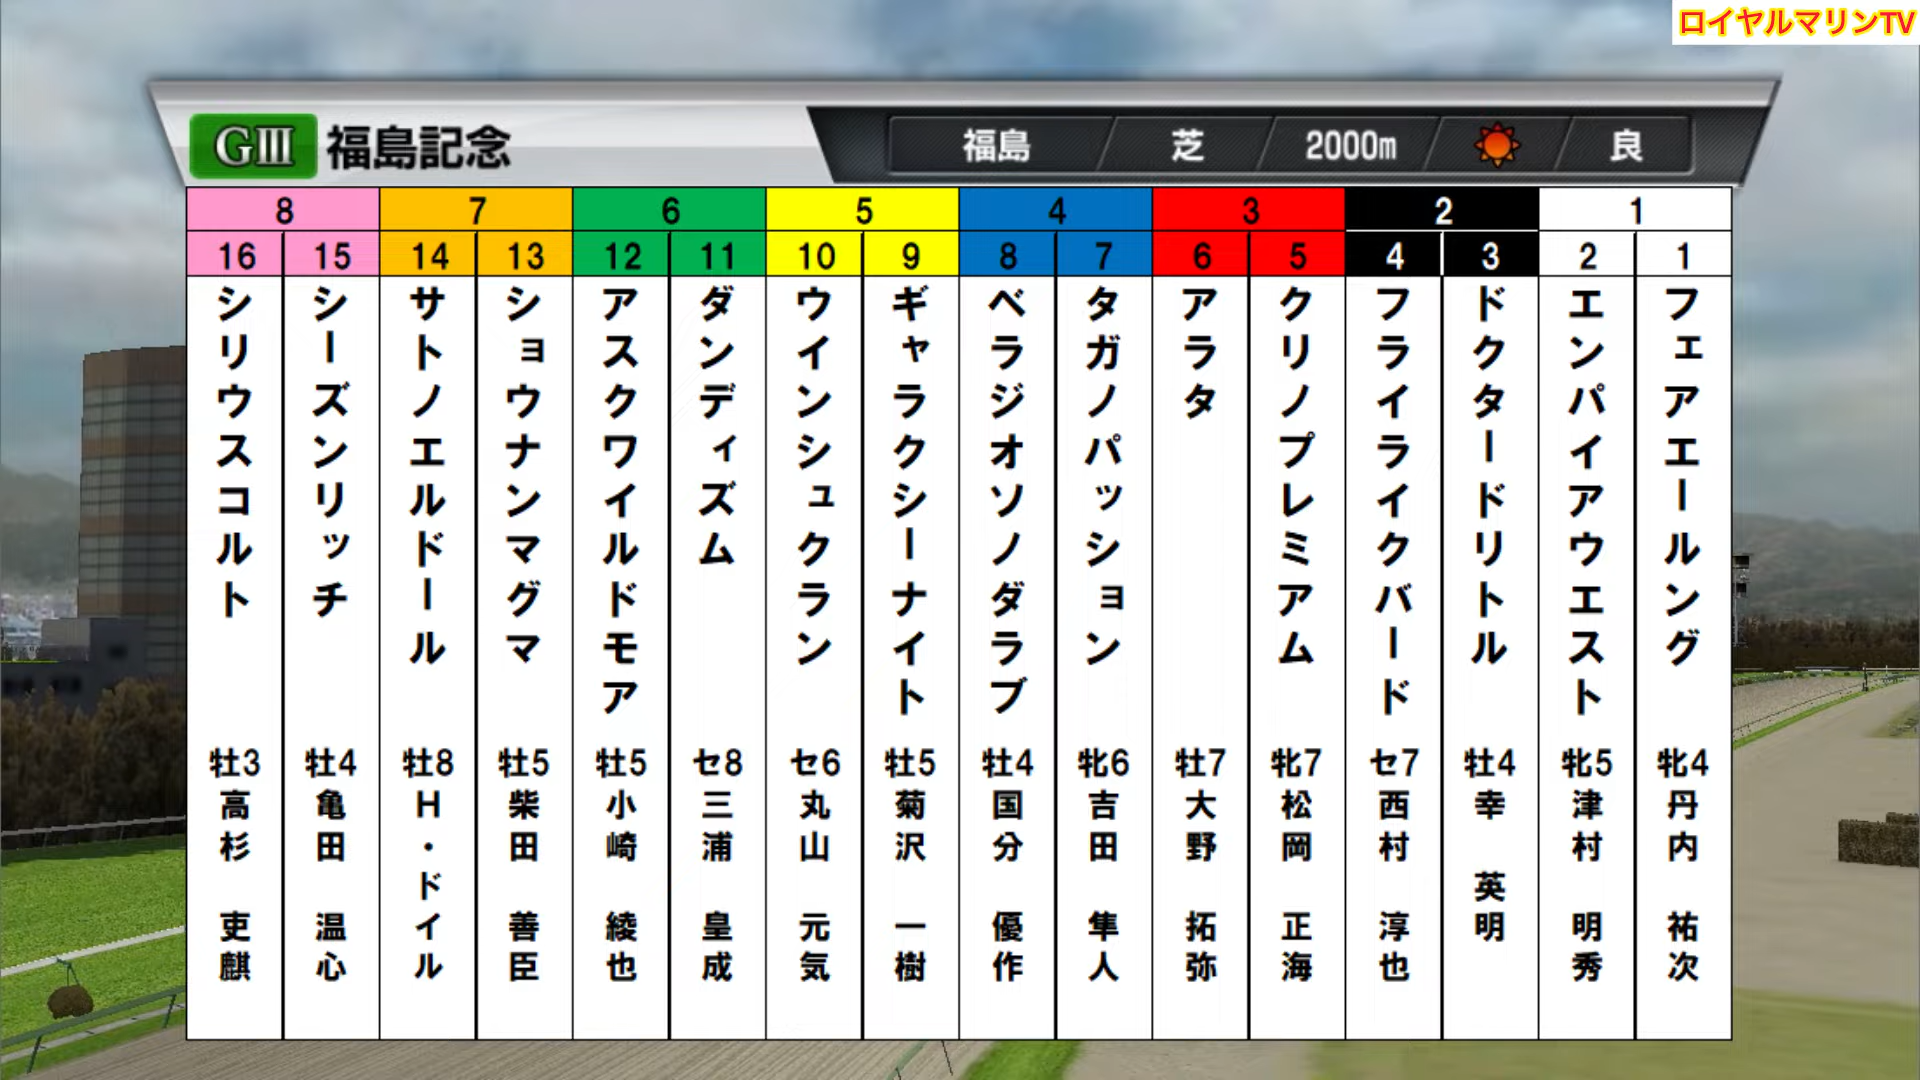 ロイヤルマリンTV
GⅢ 福島記念
福島 芝 2000m 良
8 7 6 5 4 3 2 1
16 15 14 13 12 11 10 9 8 7 6 5 4 3 2 1
フェアエールング 牝4 丹内 祐次
エンパイアウエスト 牝5 津村 明秀
ドクタードリトル 牡4 幸 英明
フライライクバード セ7 西村 淳也
クリノプレミアム 牝7 松岡 正海
アラタ 牡7 大野 拓弥
タガノパッション 牝6 吉田 隼人
ベラジオソノダラブ 牡4 国分 優作
ギャラクシーナイト 牡5 菊沢 一樹
ウインシュクラン セ6 丸山 元気
ダンディズム セ8 三浦 皇成
アスクワイルドモア 牡5 小崎 綾也
ショウナンマグマ 牡5 柴田 善臣
サトノエルドール 牡8 H・ドイル
シーズンリッチ 牡4 亀田 温心
シリウスコルト 牡3 高杉 吏麒